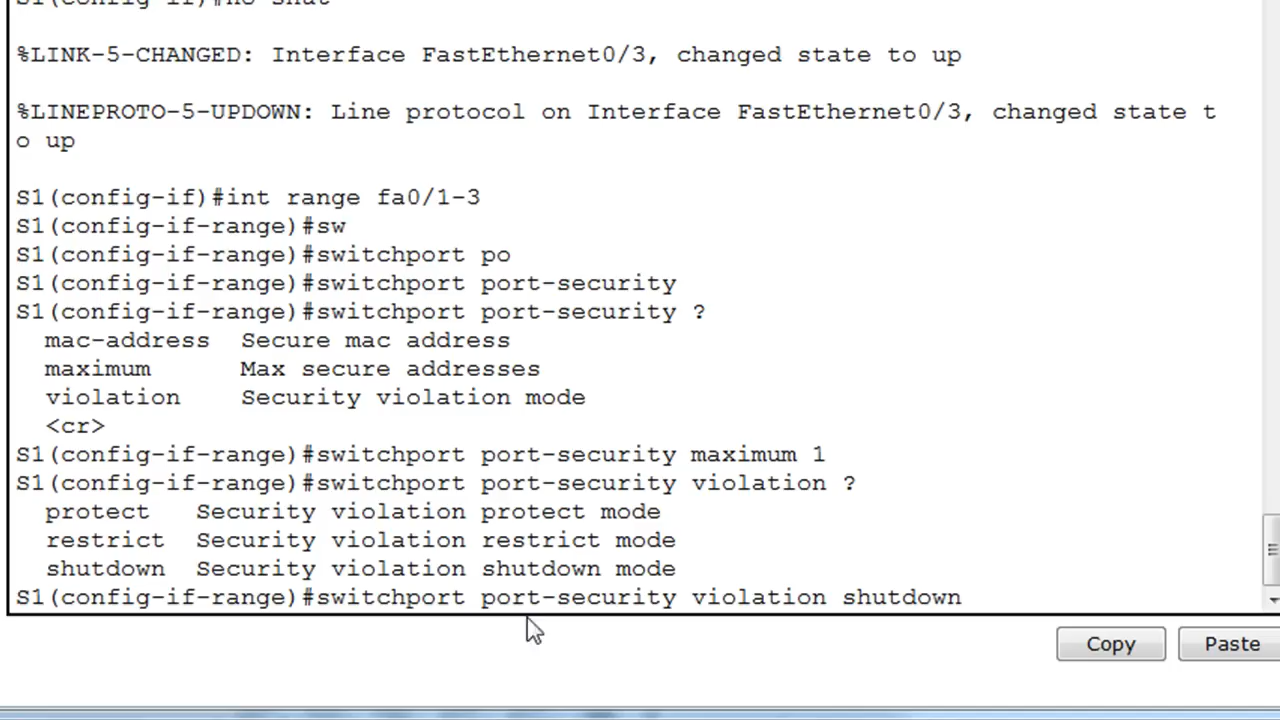 S1(config-if)#no shut
%LINK-5-CHANGED: Interface FastEthernet0/3, changed state to up
%LINEPROTO-5-UPDOWN: Line protocol on Interface FastEthernet0/3, changed state t
o up
S1(config-if)#int range fa0/1-3
S1(config-if-range)#sw
S1(config-if-range)#switchport po
S1(config-if-range)#switchport port-security
S1(config-if-range)#switchport port-security ?
mac-address  Secure mac address
maximum      Max secure addresses
violation    Security violation mode
<cr>
S1(config-if-range)#switchport port-security maximum 1
S1(config-if-range)#switchport port-security violation ?
protect   Security violation protect mode
restrict  Security violation restrict mode
shutdown  Security violation shutdown mode
S1(config-if-range)#switchport port-security violation shutdown
Copy
Paste